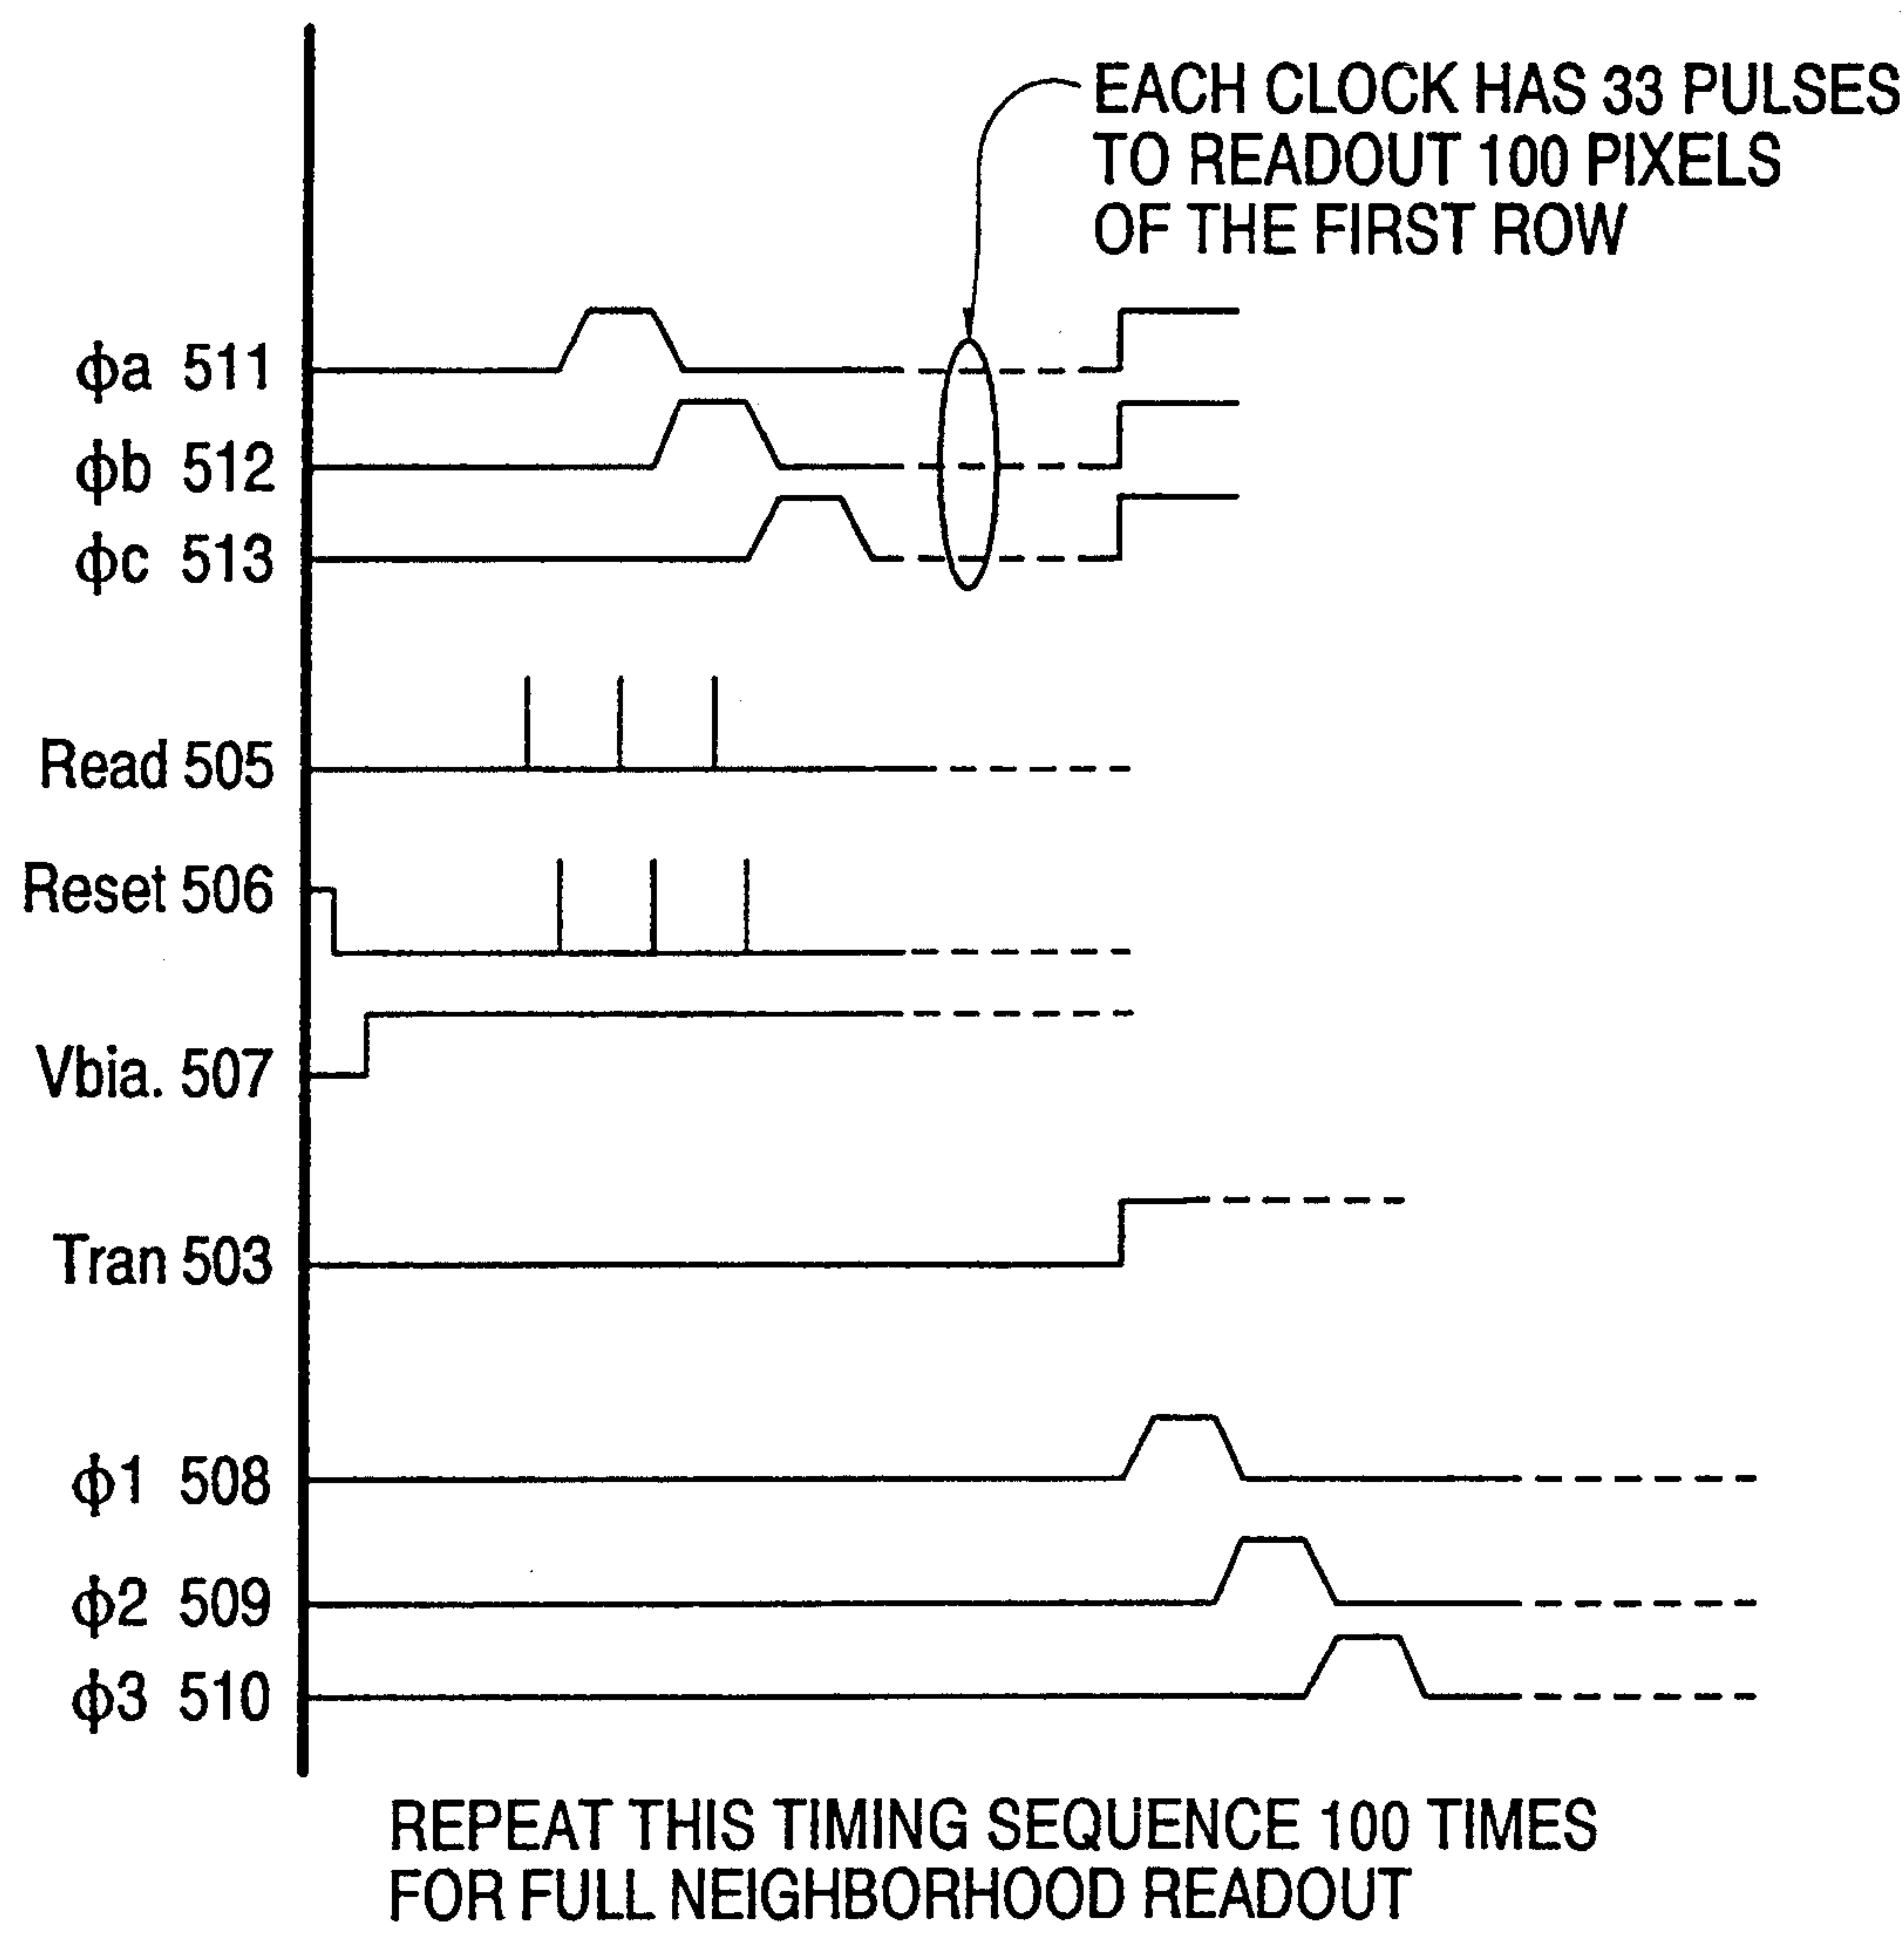 EACH CLOCK HAS 33 PULSES
TO READOUT 100 PIXELS
OF THE FIRST ROW
ϕa 511
ϕb 512
ϕc 513
Read 505
Reset 506
Vbia. 507
Tran 503
ϕ1 508
ϕ2 509
ϕ3 510
REPEAT THIS TIMING SEQUENCE 100 TIMES
FOR FULL NEIGHBORHOOD READOUT